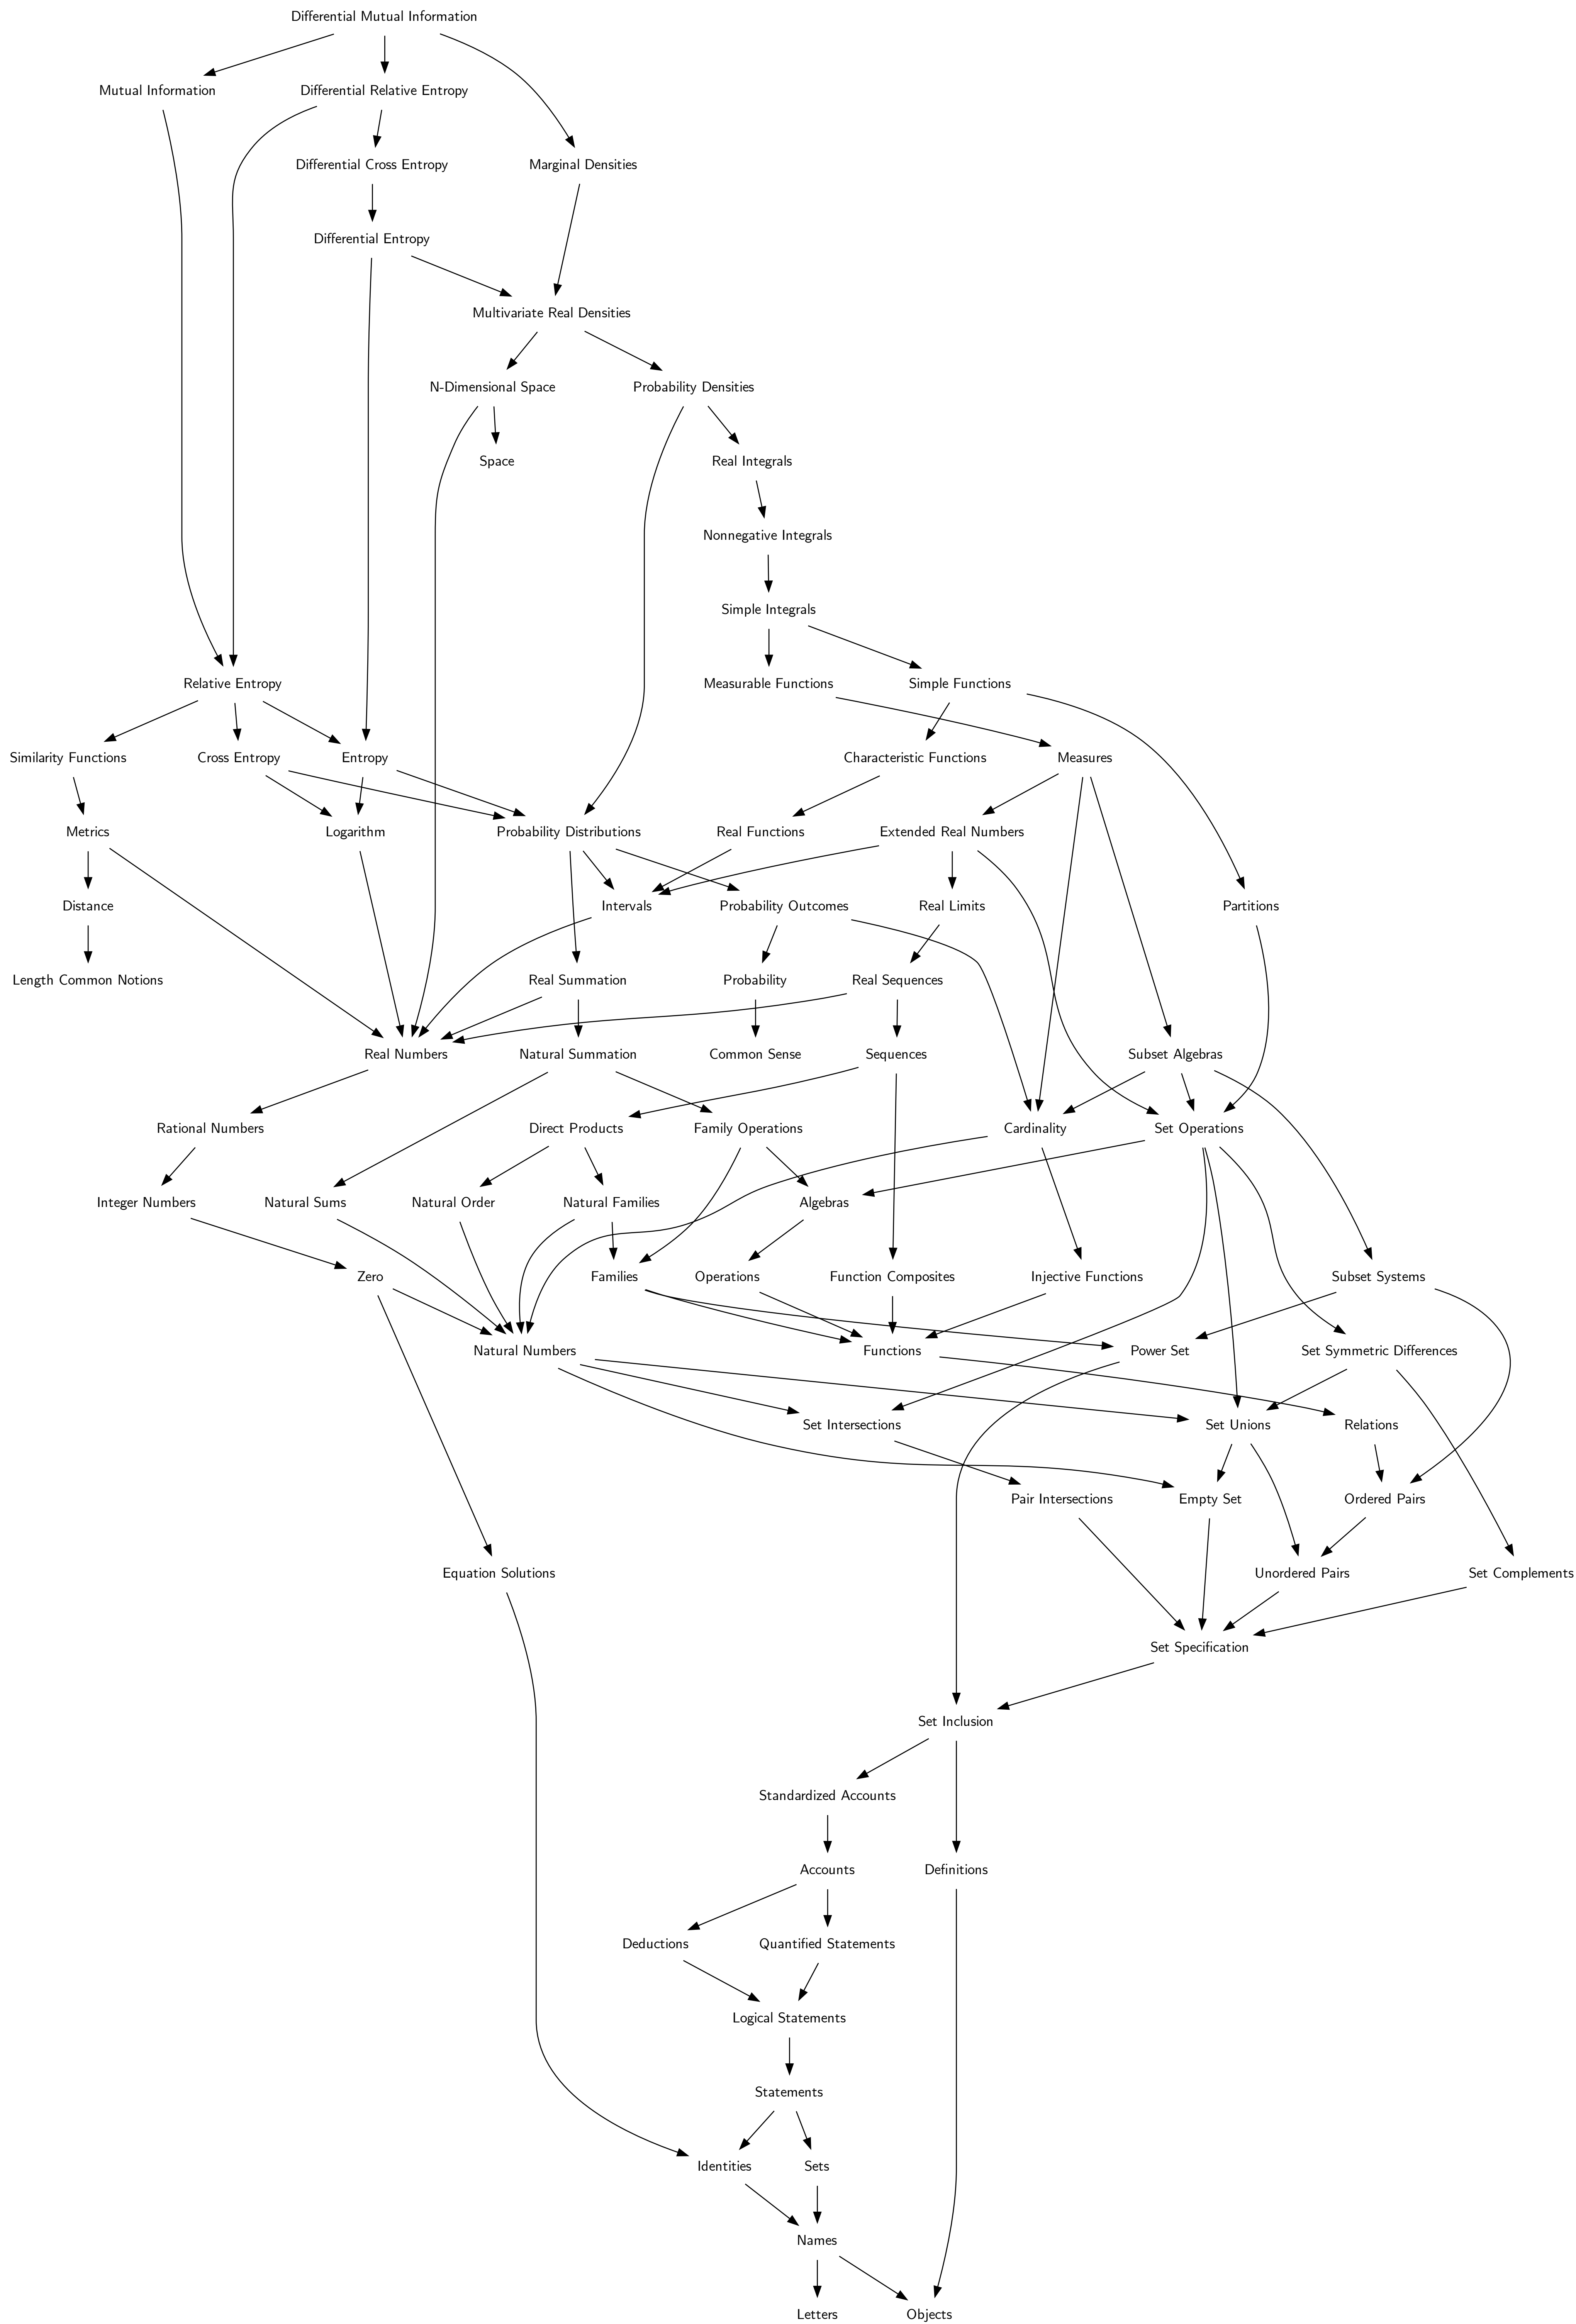 Differential Mutual Information
Mutual Information
Differential Relative Entropy
Differential Cross Entropy
Marginal Densities
Differential Entropy
Multivariate Real Densities
N-Dimensional Space
Probability Densities
Space
Real Integrals
Nonnegative Integrals
Simple Integrals
Relative Entropy
Measurable Functions
Simple Functions
Similarity Functions
Cross Entropy
Entropy
Characteristic Functions
Measures
Metrics
Logarithm
Probability Distributions
Real Functions
Extended Real Numbers
Distance
Intervals
Probability Outcomes
Real Limits
Partitions
Length Common Notions
Real Summation
Probability
Real Sequences
Real Numbers
Natural Summation
Common Sense
Sequences
Subset Algebras
Rational Numbers
Direct Products
Family Operations
Cardinality
Set Operations
Integer Numbers
Natural Sums
Natural Order
Natural Families
Algebras
Zero
Families
Operations
Function Composites
Injective Functions
Subset Systems
Natural Numbers
Functions
Power Set
Set Symmetric Differences
Set Intersections
Set Unions
Relations
Pair Intersections
Empty Set
Ordered Pairs
Equation Solutions
Unordered Pairs
Set Complements
Set Specification
Set Inclusion
Standardized Accounts
Accounts
Definitions
Deductions
Quantified Statements
Logical Statements
Statements
Identities
Sets
Names
Letters
Objects